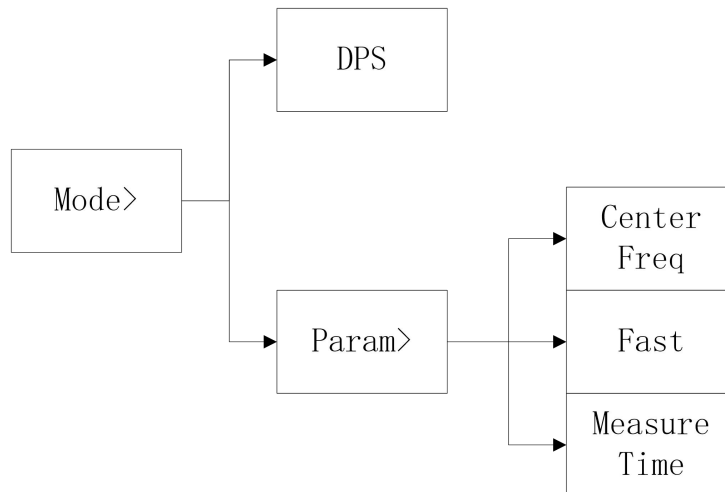 DPS
Mode>
Center
Freq
Param>
Fast
Measure
Time